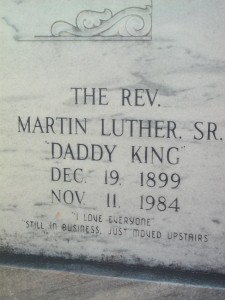 THE REV.
MARTIN LUTHER, SR.
"DADDY KING"
DEC. 19. 1899
NOV. 11. 1984
"I LOVE EVERYONE"
STILL IN BUSINESS, JUST MOVED UPSTAIRS